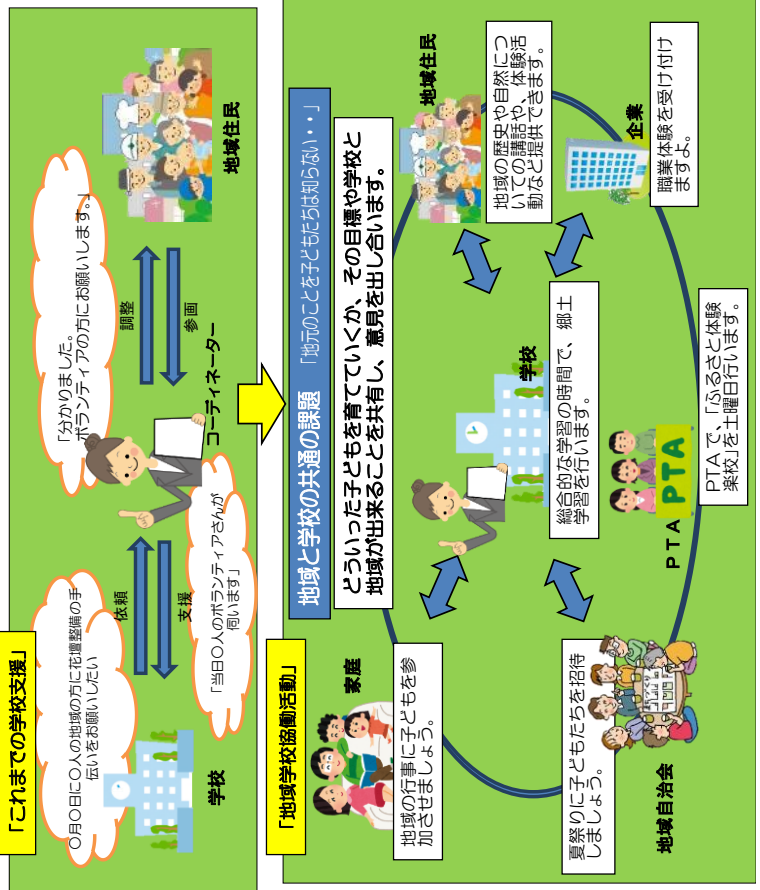 「これまでの学校支援」
〇月〇日に〇人の地域の方に花壇整備の手
伝いをお願いしたい
学校
依頼
支援
「当日〇人のボランティアさんが
伺います」
「分かりました。
ボランティアの方にお願いします。」
コーディネーター
調整
参画
地域住民
「地域学校協働活動」
地域と学校の共通の課題 「地元のことを子どもたちは知らない・・」
どういった子どもを育てていくか、その目標や学校と
地域が出来ることを共有し、意見を出し合います。
家庭
地域の行事に子どもを参
加させましょう。
地域住民
地域の歴史や自然につ
いての講話や、体験活
動など提供できます。
学校
総合的な学習の時間で、郷土
学習を行います。
企業
職業体験を受け付け
ますよ。
夏祭りに子どもたちを招待
しましょう。
地域自治会
PTA
PTA
PTAで、「ふるさと体験
楽校」を土曜日行います。